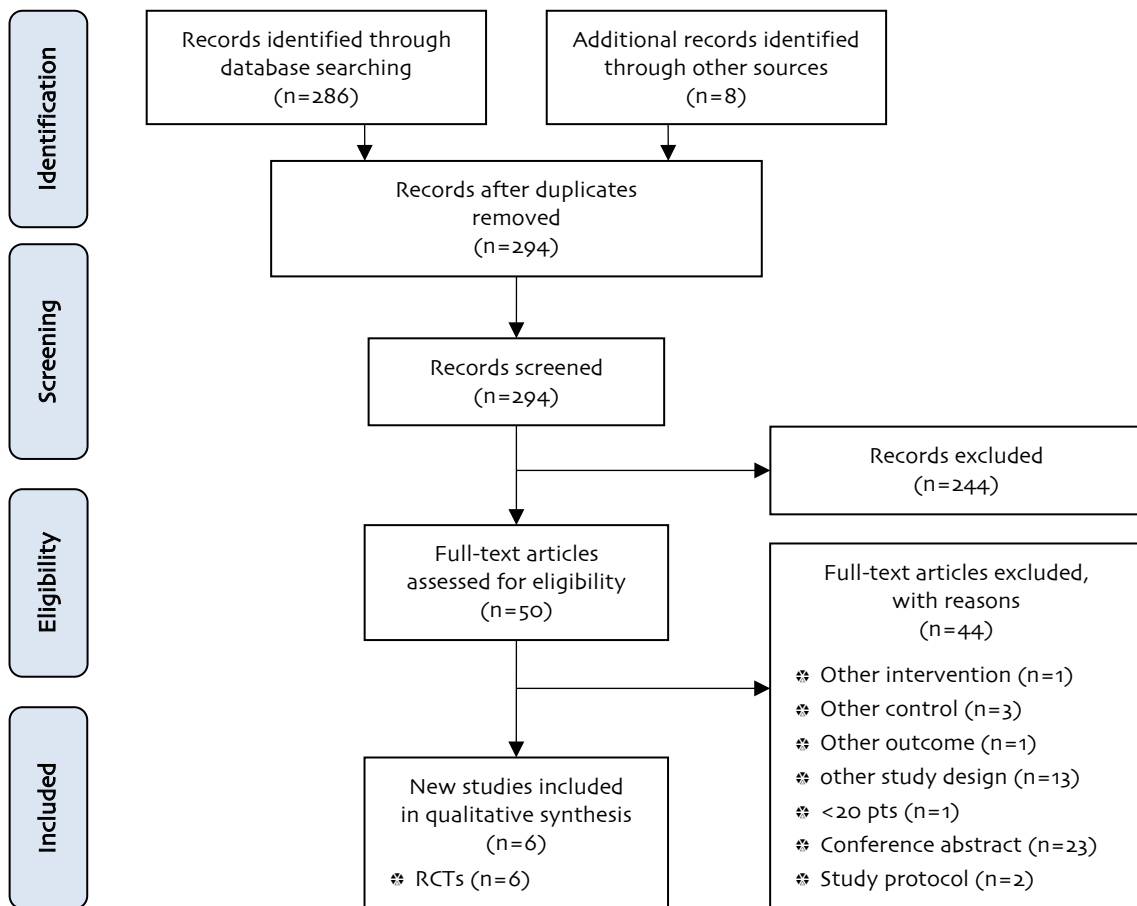 Identification
Records identified through
database searching
(n=286)
Additional records identified
through other sources
(n=8)
Records after duplicates
removed
(n=294)
Screening
Records screened
(n=294)
Records excluded
(n=244)
Eligibility
Full-text articles
assessed for eligibility
(n=50)
Full-text articles excluded,
with reasons
(n=44)
Other intervention (n=1)
Other control (n=3)
Other outcome (n=1)
other study design (n=13)
<20 pts (n=1)
Conference abstract (n=23)
Study protocol (n=2)
Included
New studies included
in qualitative synthesis
(n=6)
RCTs (n=6)